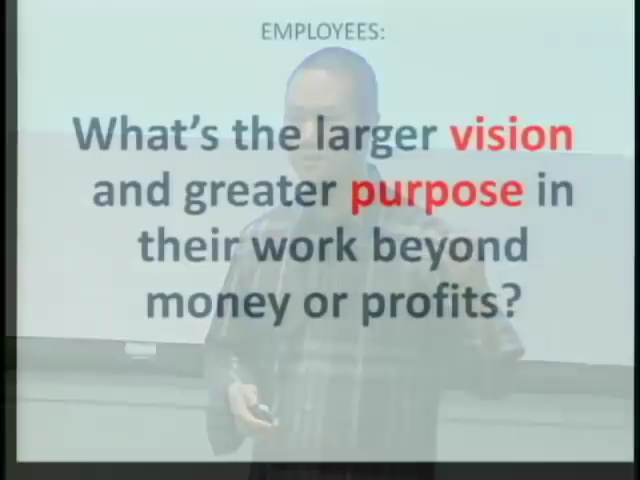 EMPLOYEES:
What's the larger vision
and greater purpose in
their work beyond
money or profits?